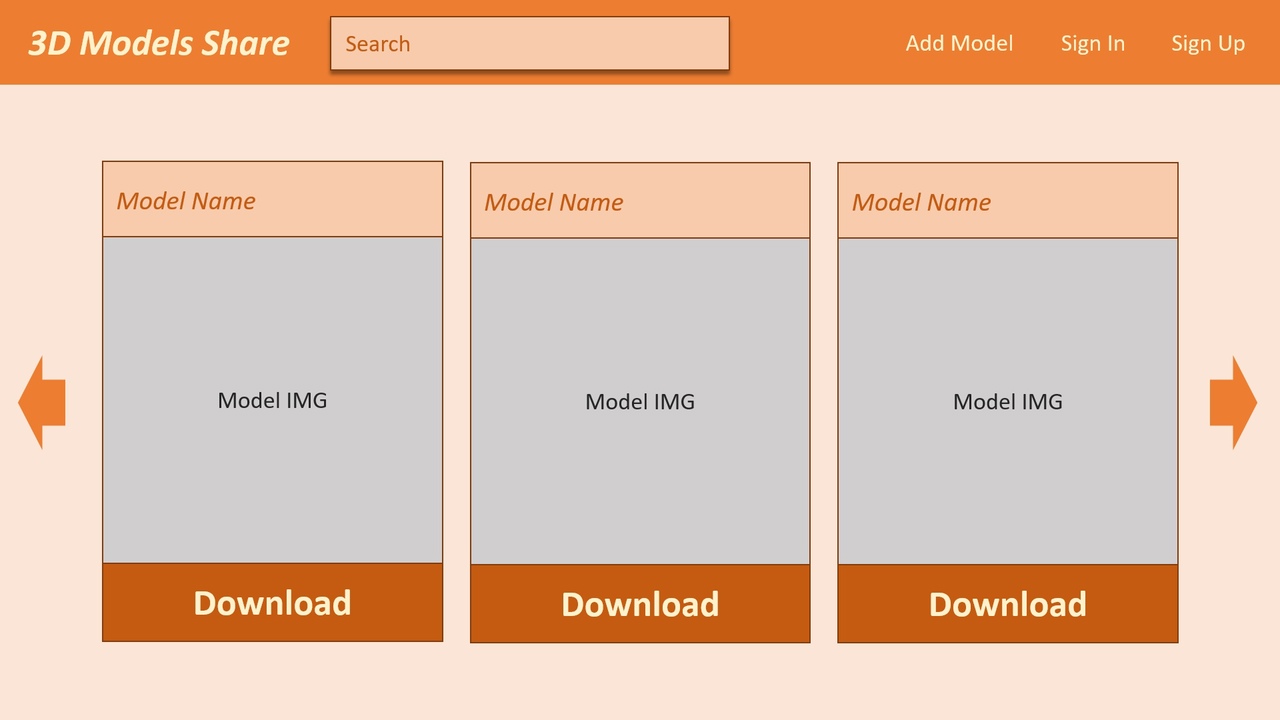 3D Models Share
Search
Add Model
Sign In
Sign Up
Model Name
Model Name
Model Name
Model IMG
Model IMG
Model IMG
Download
Download
Download